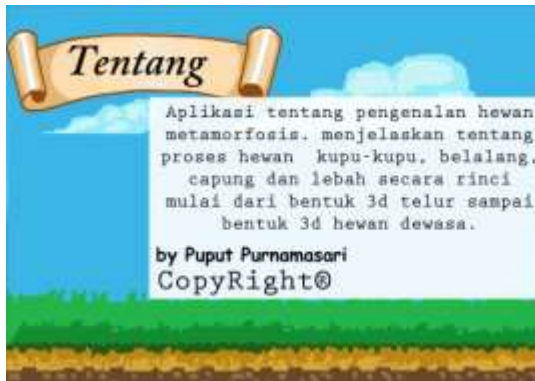 Tentang
Aplikasi tentang pengenalan hewan
metamorfosis. menjelaskan tentang
proses hewan kupu-kupu, belalang,
capung dan lebah secara rinci
mulai dari bentuk 3d telur sampai
bentuk 3d hewan dewasa.
by Puput Purnamasari
CopyRight®